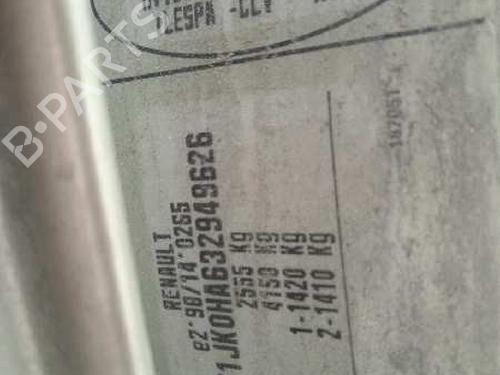 RENAULT
e2*98/14*0265
1JK0HA632949626
2555 Kg
4150 Kg
1-1420 Kg
2-1410 Kg
B-PARTS